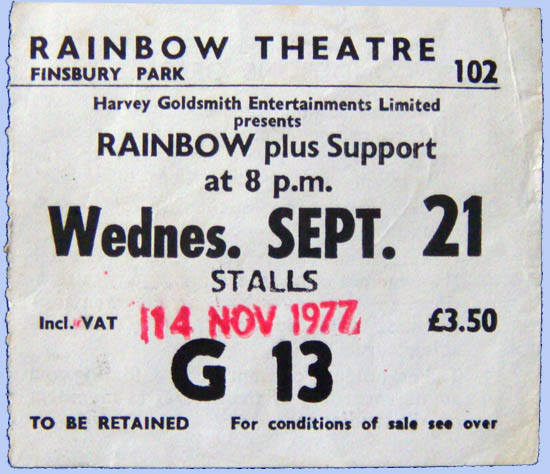 RAINBOW THEATRE
FINSBURY PARK 102
Harvey Goldsmith Entertainments Limited
presents
RAINBOW plus Support
at 8 p.m.
Wednes. SEPT. 21
STALLS
Incl. VAT 14 NOV 1977 £3.50
G 13
TO BE RETAINED For conditions of sale see over